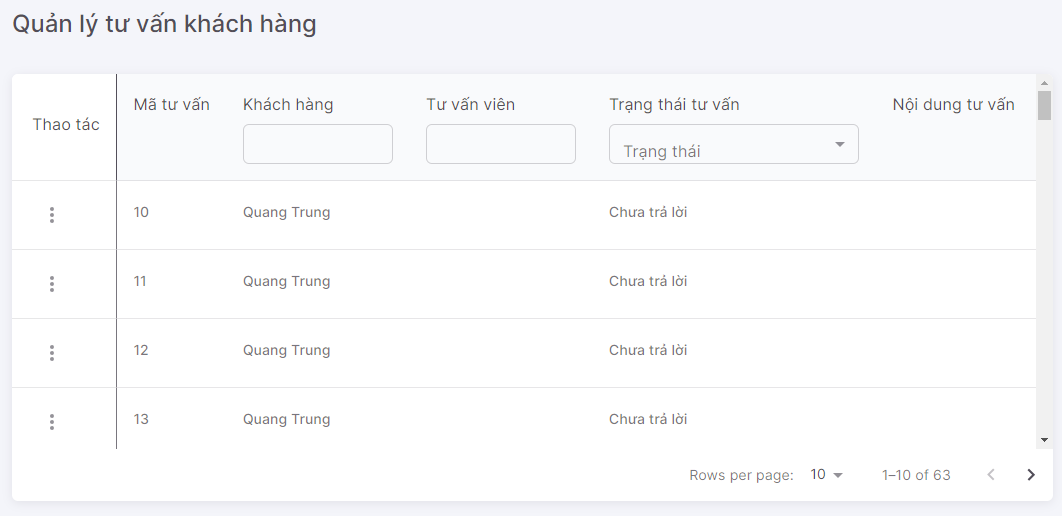 Quản lý tư vấn khách hàng
Thao tác
Mã tư vấn Khách hàng Tư vấn viên Trạng thái tư vấn Nội dung tư vấn
Trạng thái
10 Quang Trung Chưa trả lời
11 Quang Trung Chưa trả lời
12 Quang Trung Chưa trả lời
13 Quang Trung Chưa trả lời
Rows per page: 10 1–10 of 63